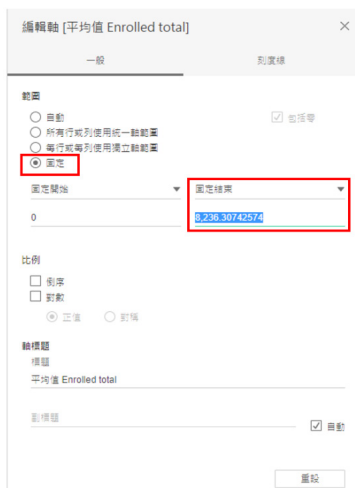 編輯軸 [平均值 Enrolled total]
一般
刻度線
範圍
自動
包括零
所有行或列使用統一軸範圍
每行或每列使用獨立軸範圍
固定
固定開始
固定結束
0
8,236.30742574
比例
倒序
對數
正值
對稱
軸標題
標題
平均值 Enrolled total
副標題
自動
重設